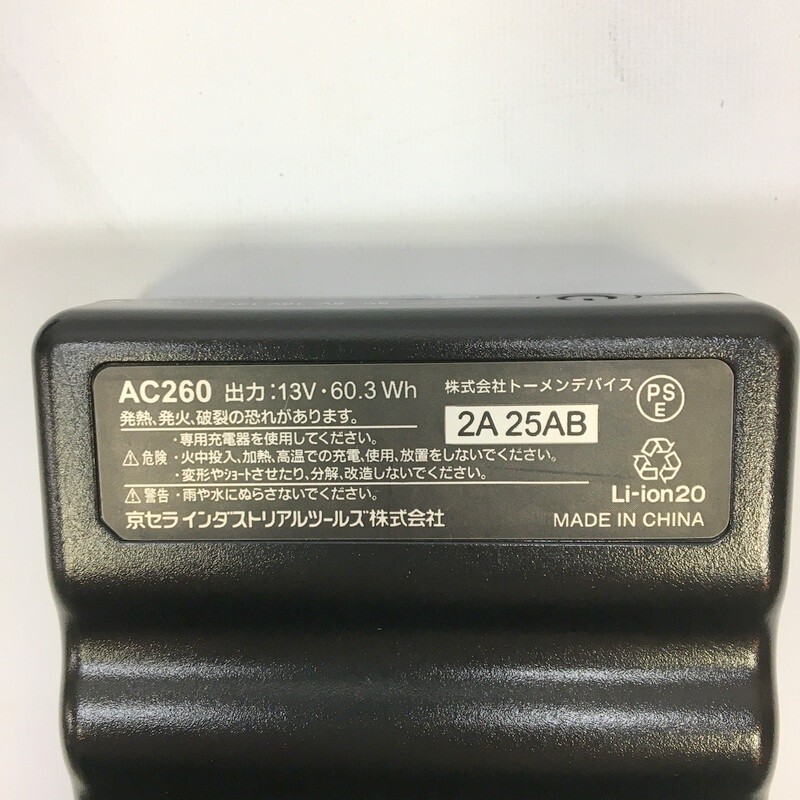 AC260 出力:13V・60.3Wh
株式会社トーメンデバイス
PSE
発熱、発火、破裂の恐れがあります。
2A 25AB
・専用充電器を使用してください。
⚠危険・火中投入、加熱、高温での充電、使用、放置をしないでください。
・変形やショートさせたり、分解、改造しないでください。
⚠警告・雨や水にぬらさないでください。
Li-ion20
京セラインダストリアルツールズ株式会社
MADE IN CHINA